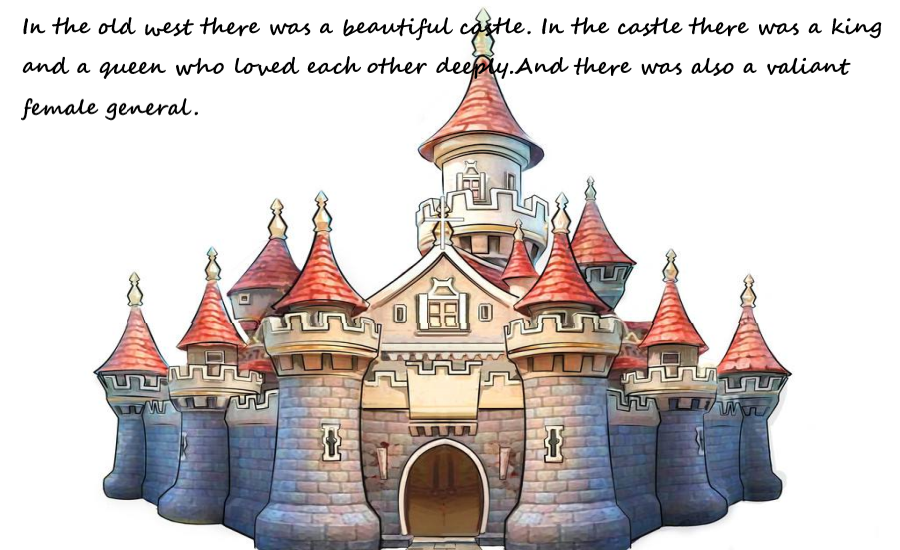 In the old west there was a beautiful castle. In the castle there was a king
and a queen who loved each other deeply.And there was also a valiant
female general.